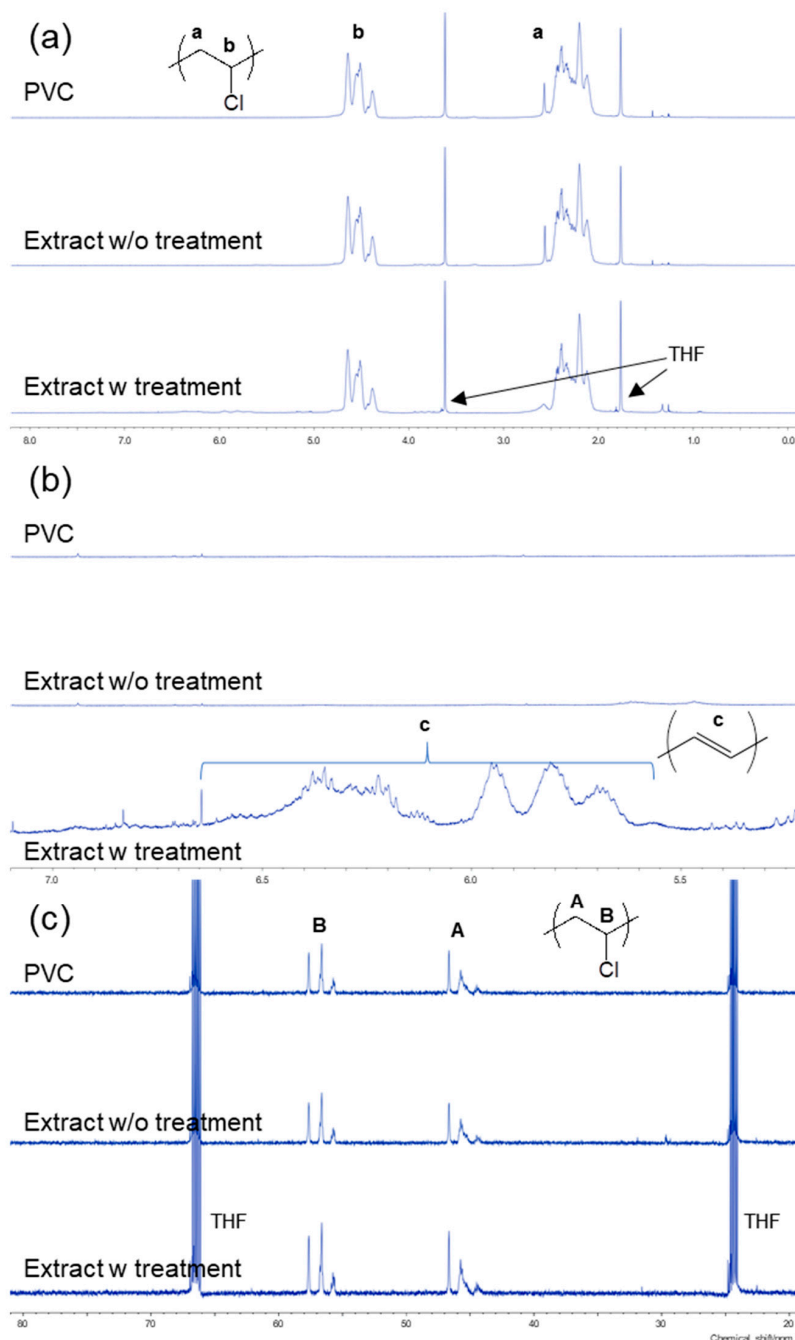 (a)
a
b
Cl
b
a
PVC
Extract w/o treatment
THF
Extract w treatment
8.0 7.0 6.0 5.0 4.0 3.0 2.0 1.0 0.0
(b)
PVC
Extract w/o treatment
c
c
Extract w treatment
7.0 6.5 6.0 5.5
(c)
B
A
A
B
Cl
PVC
Extract w/o treatment
THF
THF
Extract w treatment
80 70 60 50 40 30 20
Chemical shift/ppm